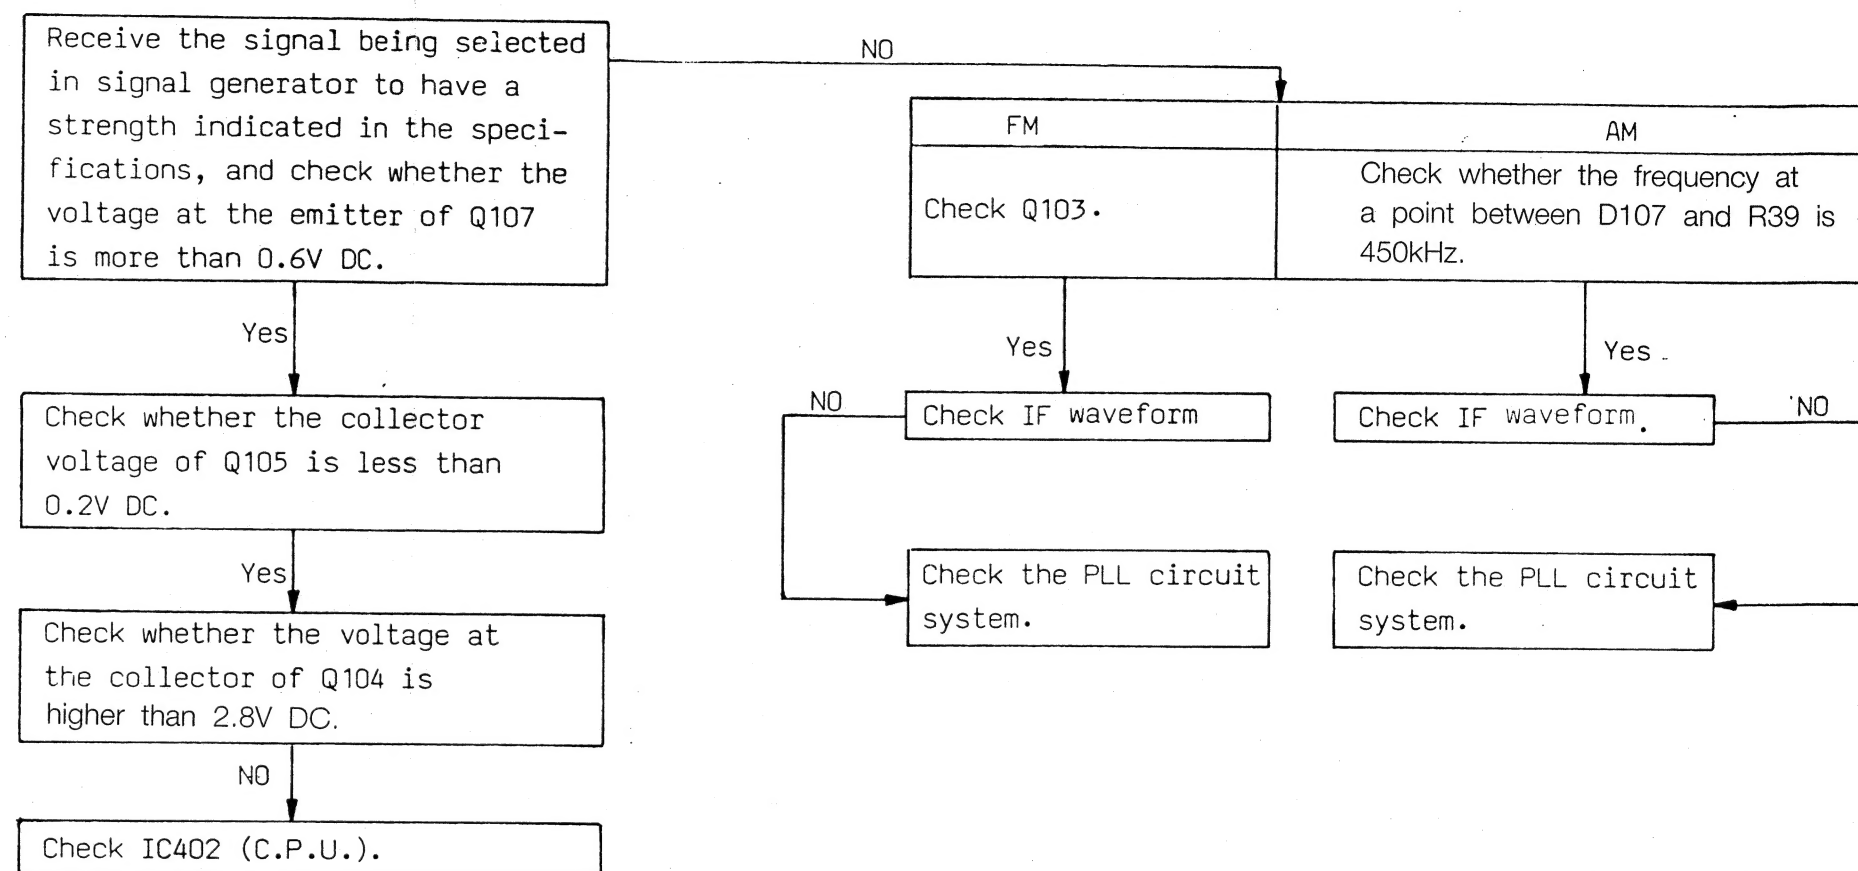 Receive the signal being selected
in signal generator to have a
strength indicated in the speci-
fications, and check whether the
voltage at the emitter of Q107
is more than 0.6V DC.
NO
FM
AM
Check Q103.
Check whether the frequency at
a point between D107 and R39 is
450kHz.
Yes
Yes
Yes
Check whether the collector
voltage of Q105 is less than
0.2V DC.
NO
Check IF waveform
Check IF waveform.
NO
Yes
Check the PLL circuit
system.
Check the PLL circuit
system.
Check whether the voltage at
the collector of Q104 is
higher than 2.8V DC.
NO
Check IC402 (C.P.U.).